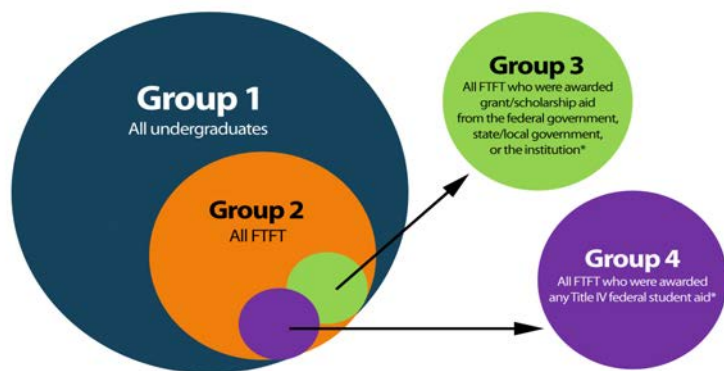 Group 1
All undergraduates
Group 2
All FTFT
Group 3
All FTFT who were awarded
grant/scholarship aid
from the federal government,
state/local government,
or the institution*
Group 4
All FTFT who were awarded
any Title IV federal student aid*